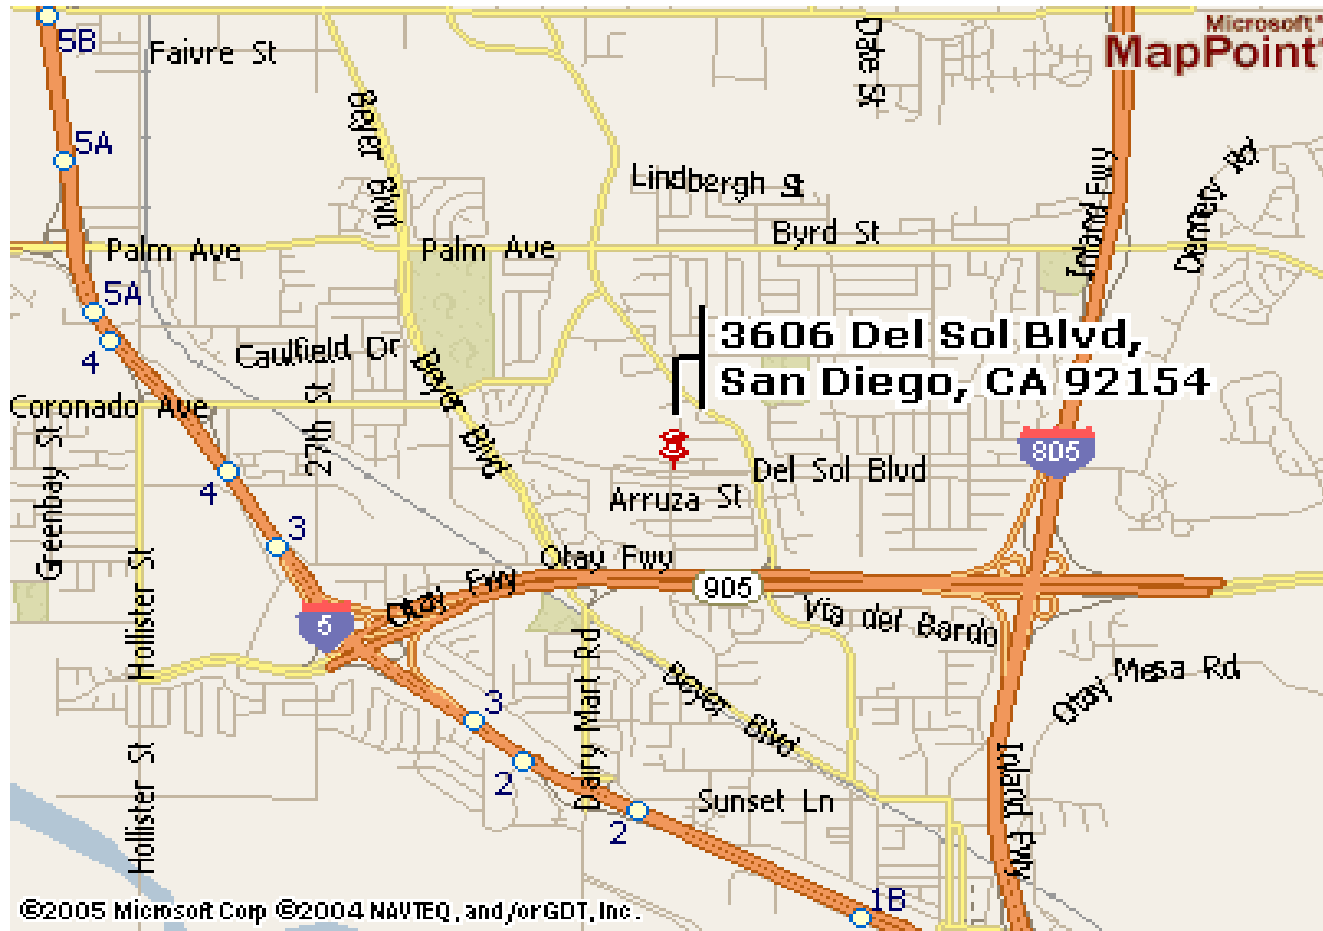 Microsoft®
MapPoint®
5B
Faivre St
Date St
Beyer Blvd
5A
Lindbergh St
Inland Fwy
Dennery Rd
Palm Ave
Palm Ave
Byrd St
5A
4
Caulfield Dr
Beyer Blvd
3606 Del Sol Blvd,
San Diego, CA 92154
Coronado Ave
27th St
Greenbay St
4
805
Del Sol Blvd
Arruza St
3
Hollister St
Otay Fwy
Otay Fwy
905
5
Via del Bardo
Dairy Mart Rd
Beyer Blvd
Otay Mesa Rd
3
2
Hollister St
Sunset Ln
Inland Fwy
2
1B
©2005 Microsoft Corp ©2004 NAVTEQ, and/or GDT, Inc.